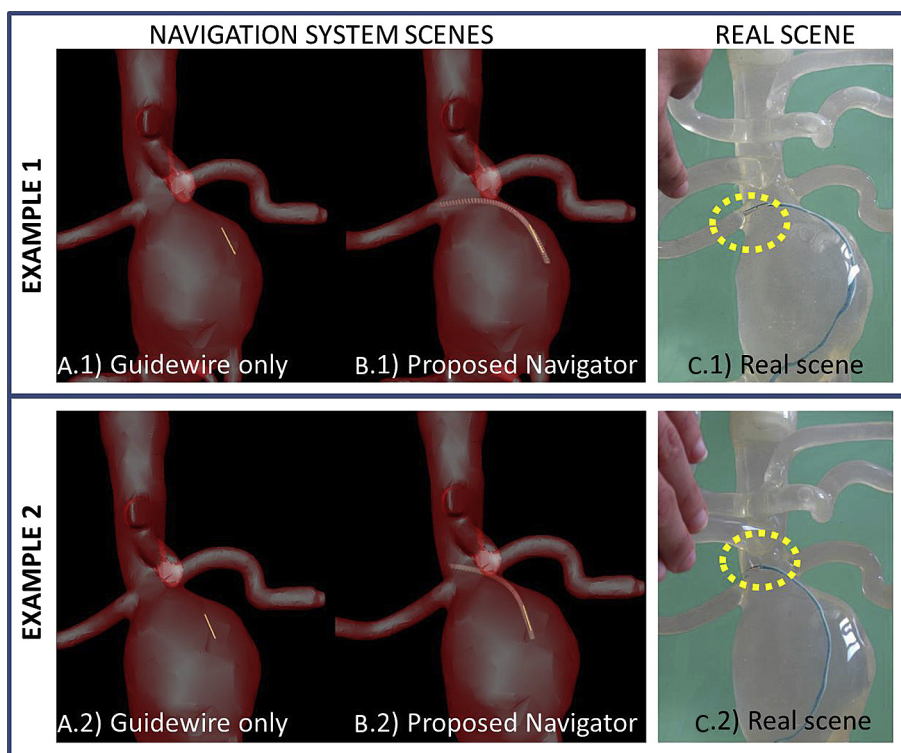 NAVIGATION SYSTEM SCENES
REAL SCENE
EXAMPLE 1
A.1) Guidewire only
B.1) Proposed Navigator
C.1) Real scene
EXAMPLE 2
A.2) Guidewire only
B.2) Proposed Navigator
C.2) Real scene